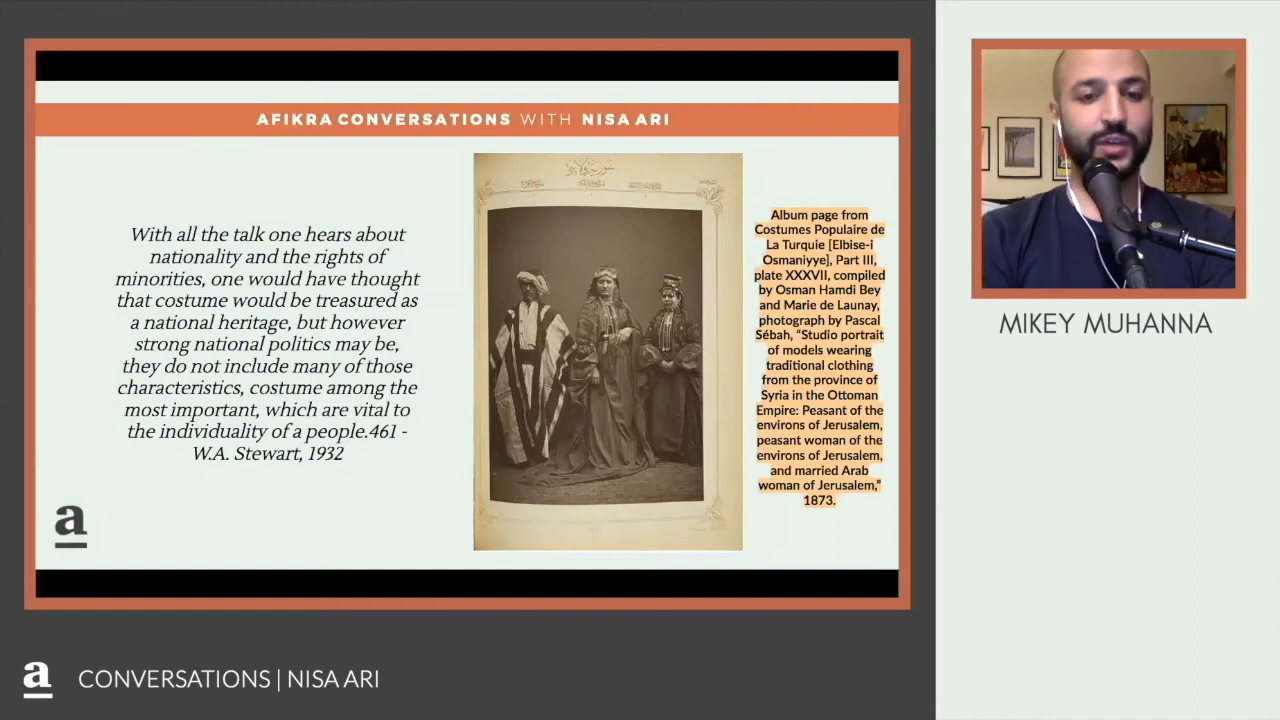 AFIKRA CONVERSATIONS WITH NISA ARI
With all the talk one hears about
nationality and the rights of
minorities, one would have thought
that costume would be treasured as
a national heritage, but however
strong national politics may be,
they do not include many of those
characteristics, costume among the
most important, which are vital to
the individuality of a people.461 -
W.A. Stewart, 1932
a
Album page from
Costumes Populaire de
La Turquie [Elbise-i
Osmaniyye], Part III,
plate XXXVII, compiled
by Osman Hamdi Bey
and Marie de Launay,
photograph by Pascal
Sébah, “Studio portrait
of models wearing
traditional clothing
from the province of
Syria in the Ottoman
Empire: Peasant of the
environs of Jerusalem,
peasant woman of the
environs of Jerusalem,
and married Arab
woman of Jerusalem,”
1873.
MIKEY MUHANNA
a CONVERSATIONS | NISA ARI